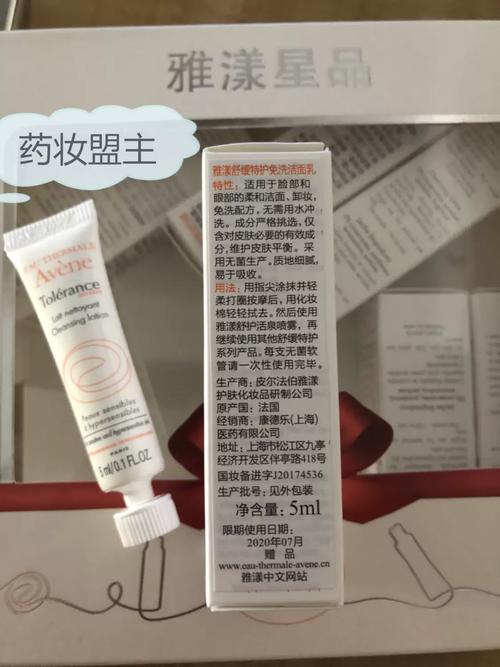 雅漾星品
药妆盟主
EAU THERMALE
Avène
Tolérance
Lait nettoyant
Cleansing lotion
Peaux sensibles
à hypersensibles
PARIS
5 ml/0.1 FL.OZ.
雅漾舒缓特护免洗洁面乳
特性：适用于脸部和
眼部的柔和洁面、卸妆，
免洗配方，无需用水冲
洗。成分严格挑选，仅
含对皮肤必要的有效成
分，维护皮肤平衡。采
用无菌生产。质地细腻，
易于吸收。
用法：用指尖涂抹并轻
柔打圈按摩后，用化妆
棉轻轻拭去。然后使用
雅漾舒护活泉喷雾，再
继续使用其他舒缓特护
系列产品。每支无菌软
管请一次性使用完毕。
生产商：皮尔法伯雅漾
护肤化妆品研制公司
原产国：法国
经销商：康德乐(上海)
医药有限公司
地址：上海市松江区九亭
经济开发区伴亭路418号
国妆备进字J20174536
生产批号：见外包装
净含量：5ml
限期使用日期：
2020年07月
赠 品
www.eau-thermale-avene.cn
雅漾中文网站